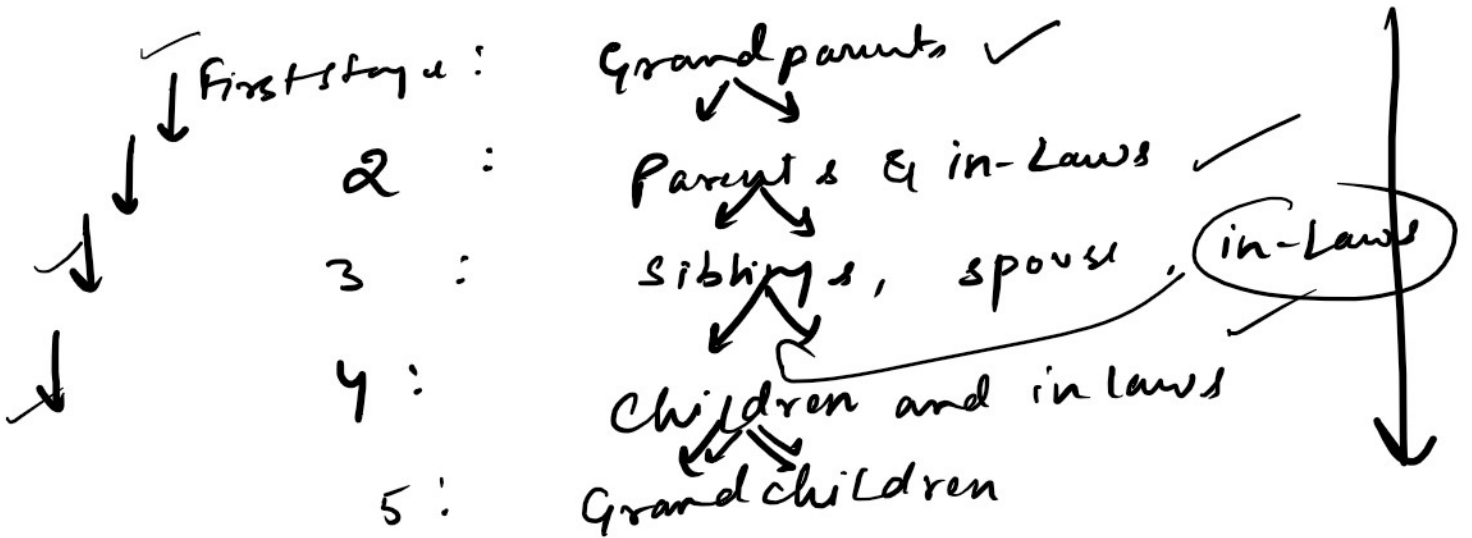 First stage : Grandparents
2 : Parents & in-Laws
3 : Siblings, spouse, in-Laws
4 : Children and in laws
5 : Grandchildren